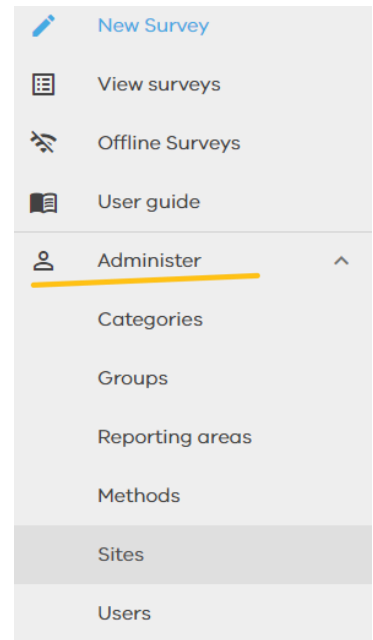 New Survey
View surveys
Offline Surveys
User guide
Administer
Categories
Groups
Reporting areas
Methods
Sites
Users